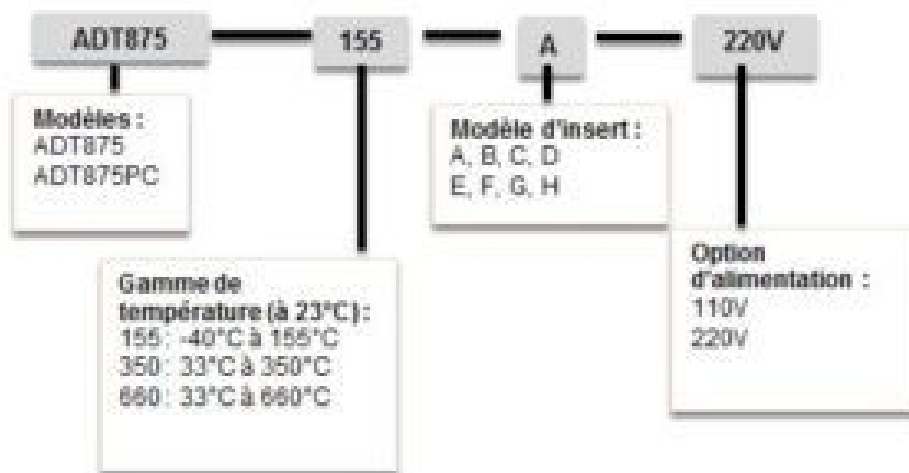 ADT875 155 A 220V
Modèles :
ADT875
ADT875PC
Gamme de
température (à 23°C) :
155 : -40°C à 155°C
350 : 33°C à 350°C
660 : 33°C à 660°C
Modèle d'insert :
A, B, C, D
E, F, G, H
Option
d'alimentation :
110V
220V